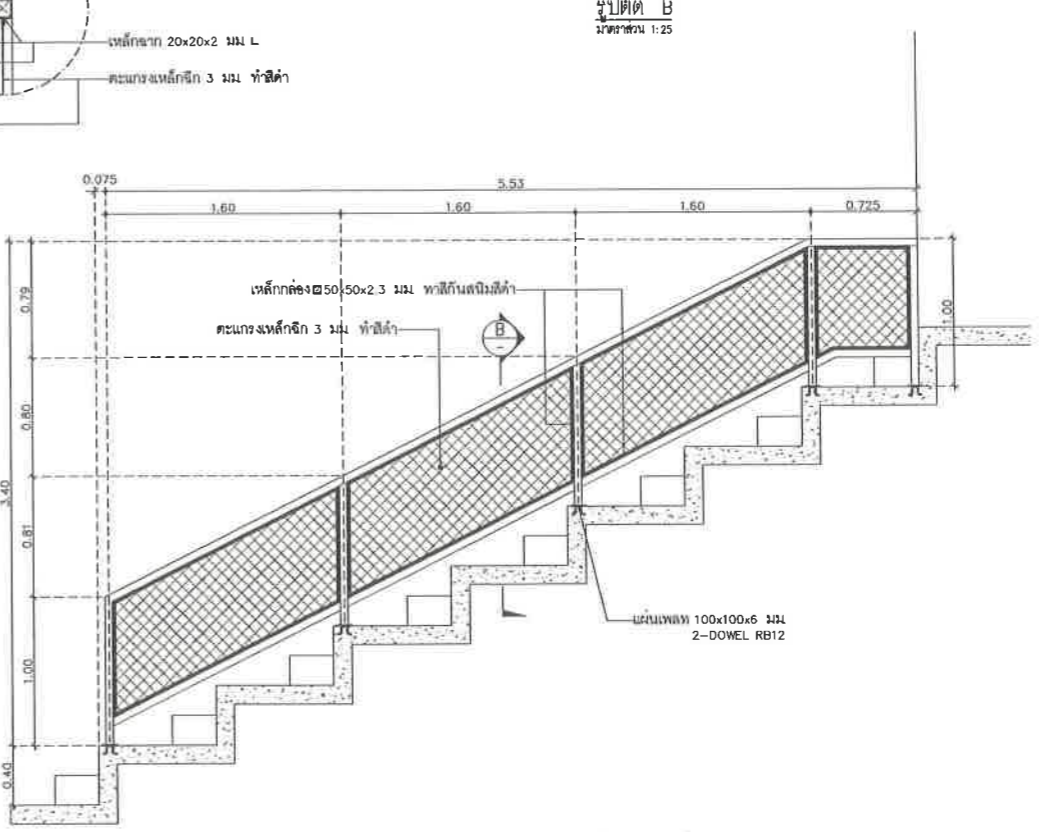 รูปตัด B
มาตราส่วน 1:25
เหล็กฉาก 20x20x2 มม L
ตะแกรงเหล็กฉีก 3 มม ทำสีดำ
0.075
5.53
1.60
1.60
1.60
0.725
เหล็กกล่อง 50x50x2.3 มม ทาสีกันสนิมสีดำ
ตะแกรงเหล็กฉีก 3 มม ทำสีดำ
B
0.79
0.80
0.81
1.00
3.40
0.40
1.00
แผ่นเพลท 100x100x6 มม
2-DOWEL RB12